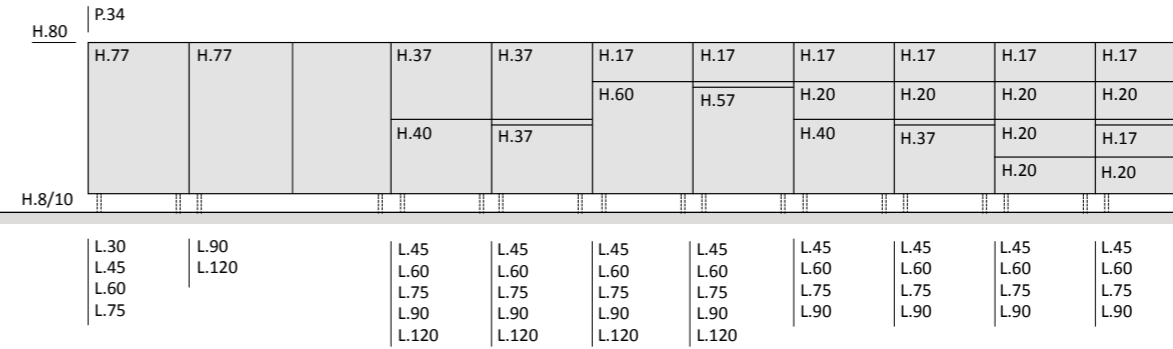 P.34
H.80
H.77 H.77 H.37 H.37 H.17 H.17 H.17 H.17 H.17 H.17
H.60 H.57 H.20 H.20 H.20 H.20
H.40 H.37 H.40 H.37 H.20 H.17
H.20 H.20
H.8/10
L.30 L.90 L.45 L.45 L.45 L.45 L.45 L.45 L.45 L.45
L.45 L.120 L.60 L.60 L.60 L.60 L.60 L.60 L.60 L.60
L.60 L.75 L.75 L.75 L.75 L.75 L.75 L.75 L.75
L.75 L.90 L.90 L.90 L.90 L.90 L.90 L.90 L.90
L.120 L.120 L.120 L.120